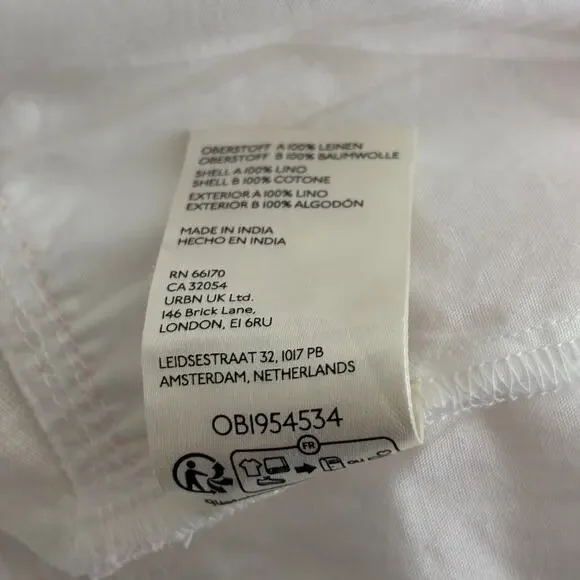 OBERSTOFF A 100% LEINEN
OBERSTOFF B 100% BAUMWOLLE
SHELL A 100% LINO
SHELL B 100% COTONE
EXTERIOR A 100% LINO
EXTERIOR B 100% ALGODÓN
MADE IN INDIA
HECHO EN INDIA
RN 66170
CA 32054
URBN UK Ltd.
146 Brick Lane,
LONDON, E1 6RU
LEIDSESTRAAT 32, 1017 PB
AMSTERDAM, NETHERLANDS
OB1954534
FR
OU